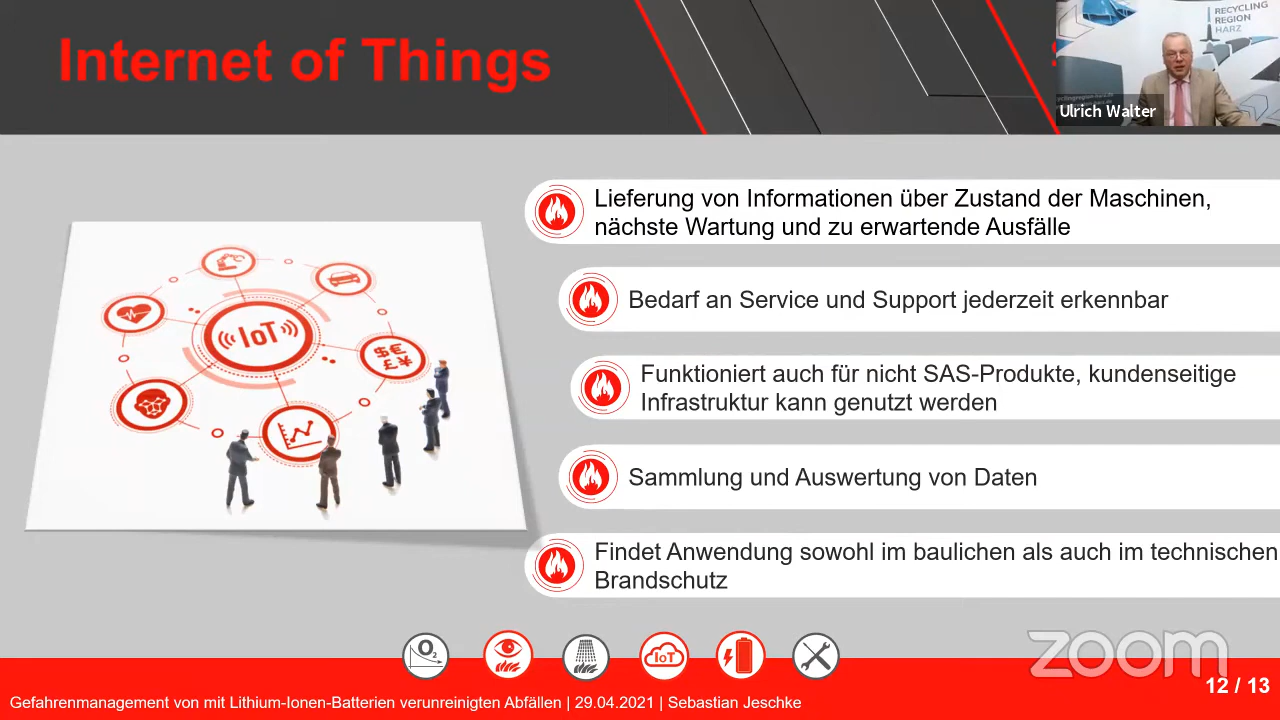 Internet of Things
RECYCLING
REGION
HARZ
Ulrich Walter
Lieferung von Informationen über Zustand der Maschinen,
nächste Wartung und zu erwartende Ausfälle
Bedarf an Service und Support jederzeit erkennbar
Funktioniert auch für nicht SAS-Produkte, kundenseitige
Infrastruktur kann genutzt werden
Sammlung und Auswertung von Daten
Findet Anwendung sowohl im baulichen als auch im technischen
Brandschutz
IoT
$€
£¥
O2
IoT
zoom
12 / 13
Gefahrenmanagement von mit Lithium-Ionen-Batterien verunreinigten Abfällen | 29.04.2021 | Sebastian Jeschke